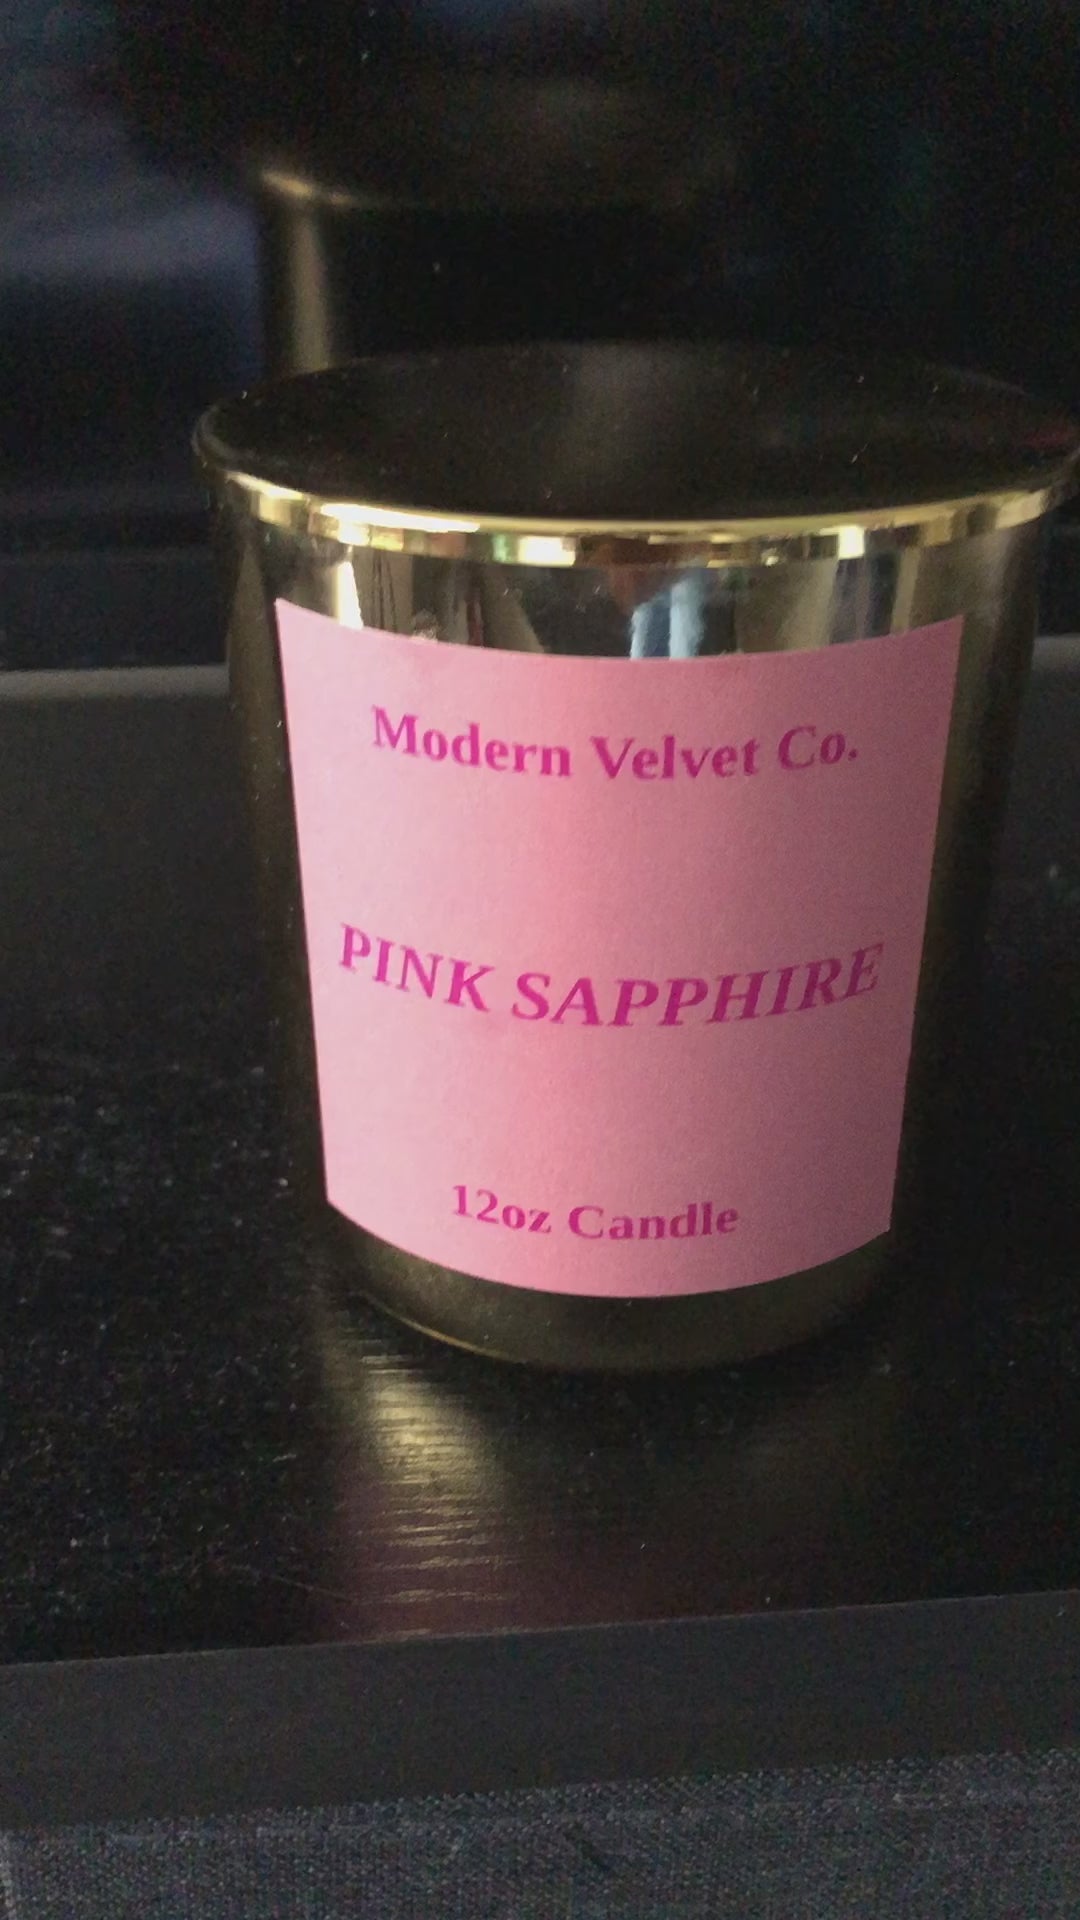 Modern Velvet Co.
PINK SAPPHIRE
12oz Candle